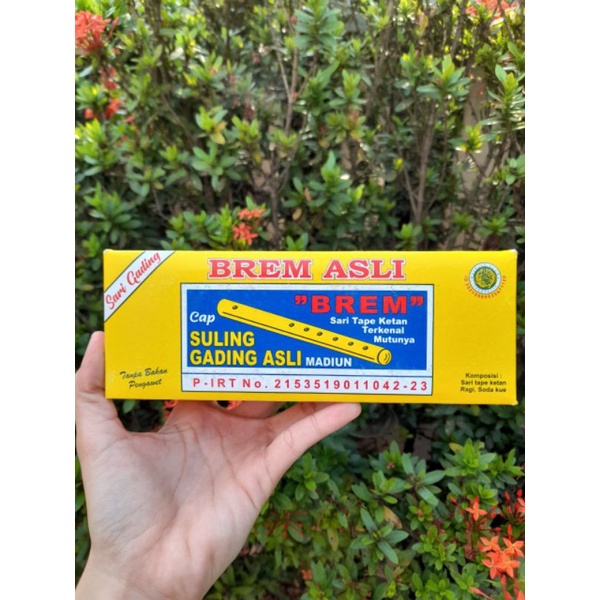 Sari Gading
BREM ASLI
"BREM"
Sari Tape Ketan
Terkenal
Mutunya
Cap
SULING
GADING ASLI MADIUN
Tanpa Bahan
Pengawet
P-IRT No. 2153519011042-23
Komposisi :
Sari tape ketan
Ragi, Soda kue